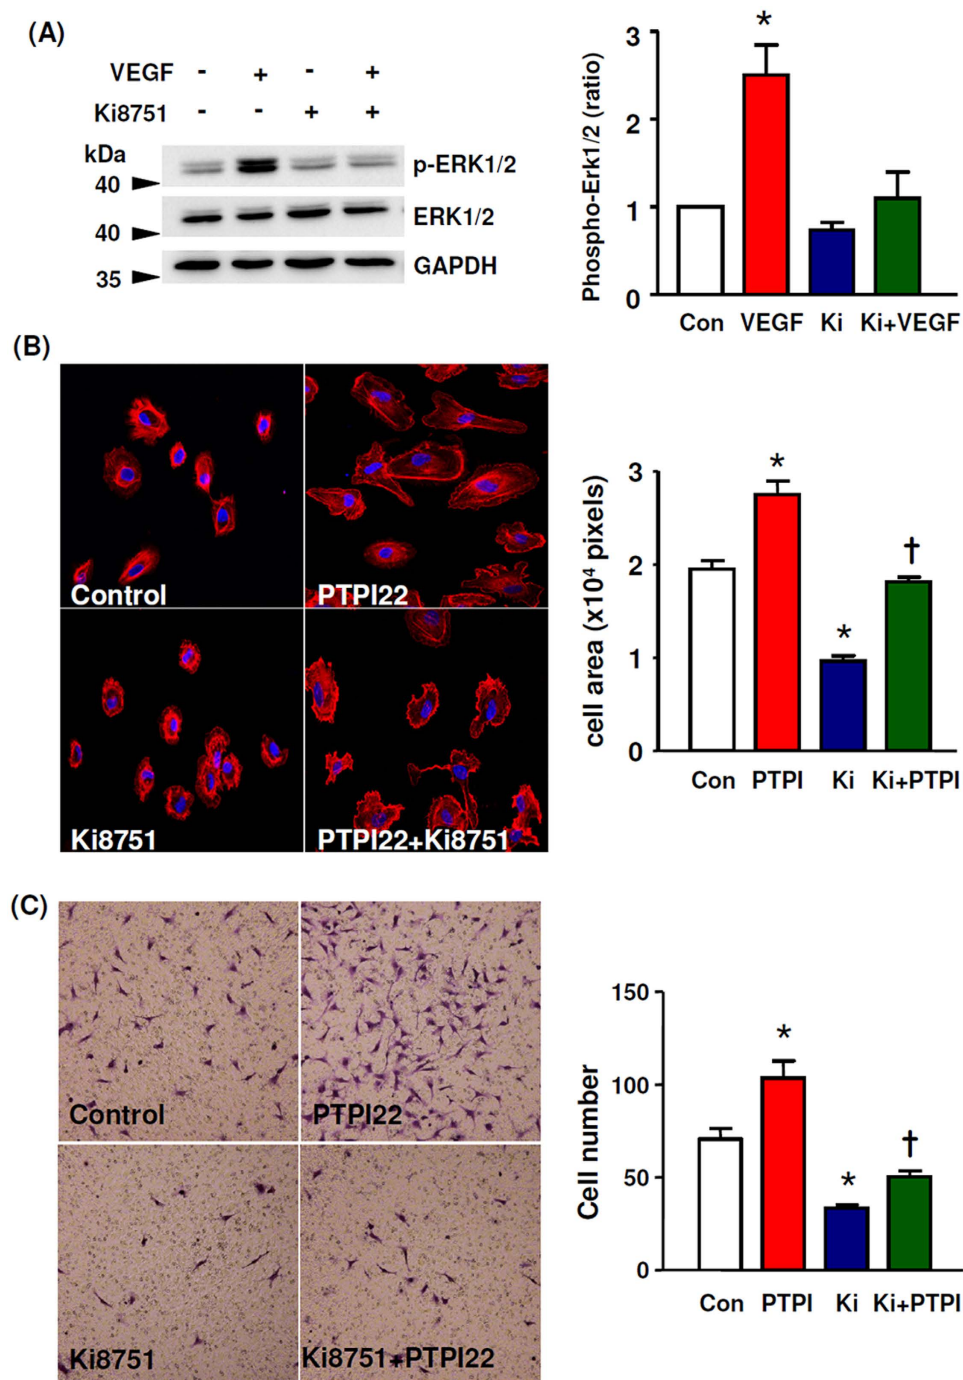 (A)
VEGF - + - +
Ki8751 - - + +
kDa
p-ERK1/2
40
ERK1/2
40
GAPDH
35
Phospho-Erk1/2 (ratio)
3
2
1
0
Con VEGF Ki Ki+VEGF
*
(B)
Control
PTPI22
Ki8751
PTPI22+Ki8751
cell area (x10⁴ pixels)
3
2
1
0
Con PTPI Ki Ki+PTPI
*
*
†
(C)
Control
PTPI22
Ki8751
Ki8751+PTPI22
Cell number
150
100
50
0
Con PTPI Ki Ki+PTPI
*
*
†